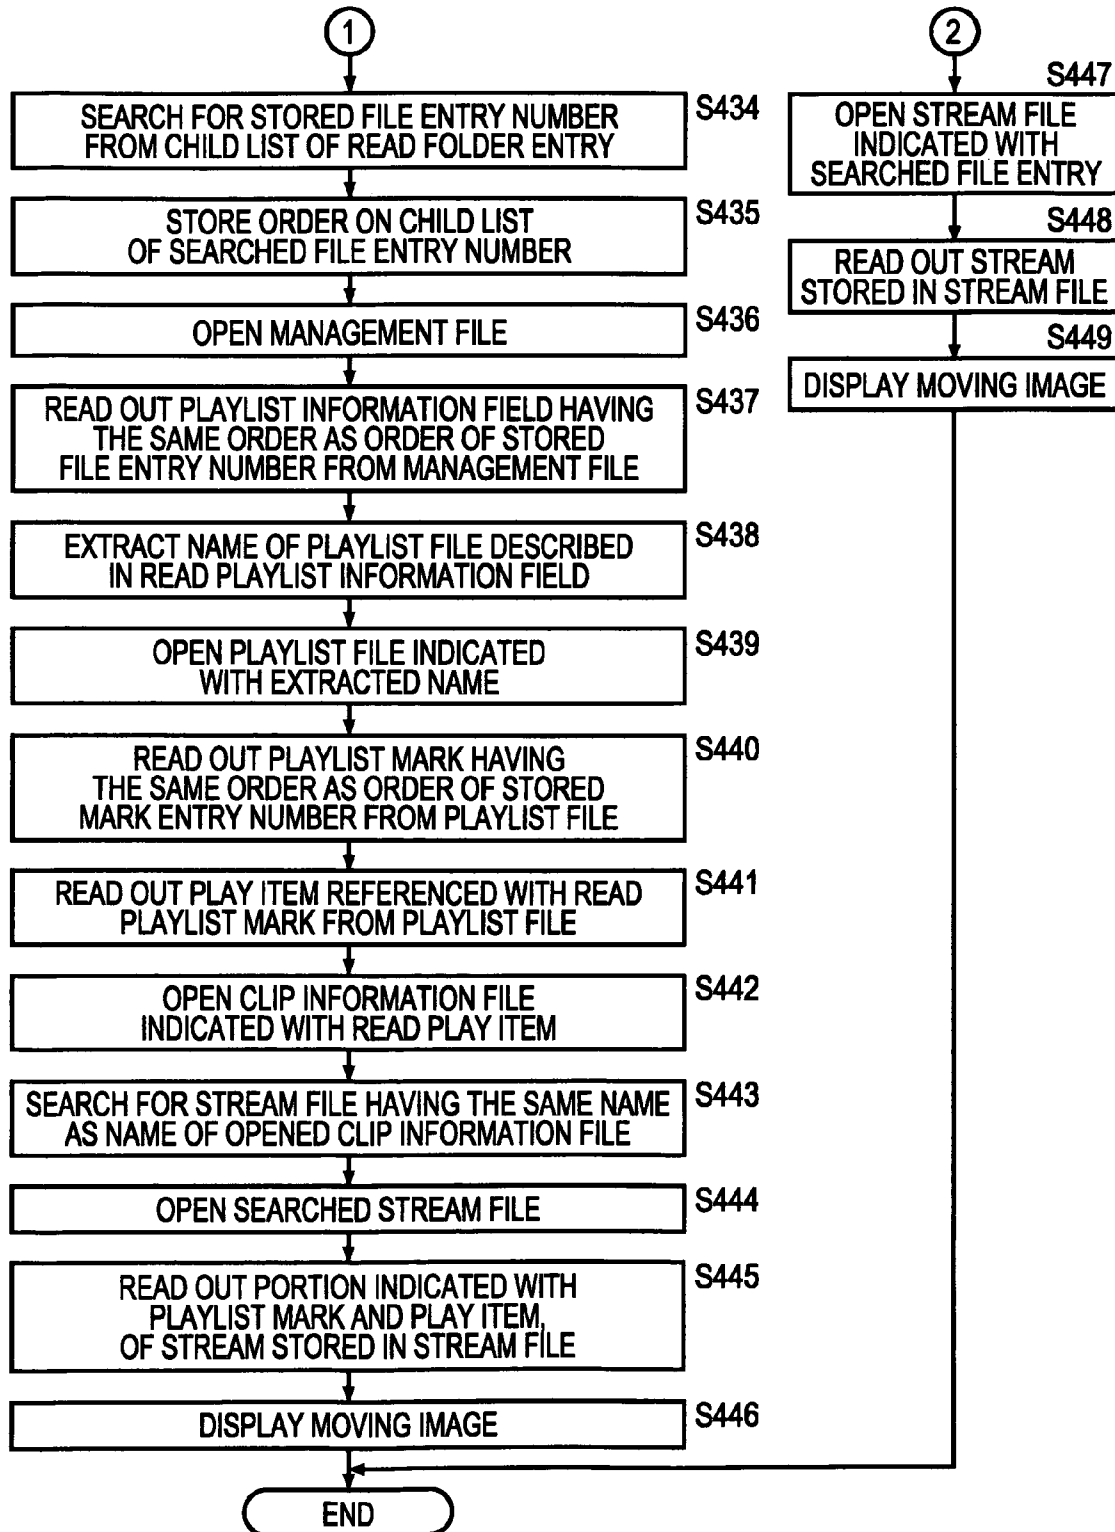 1
SEARCH FOR STORED FILE ENTRY NUMBER
FROM CHILD LIST OF READ FOLDER ENTRY
S434
STORE ORDER ON CHILD LIST
OF SEARCHED FILE ENTRY NUMBER
S435
OPEN MANAGEMENT FILE
S436
READ OUT PLAYLIST INFORMATION FIELD HAVING
THE SAME ORDER AS ORDER OF STORED
FILE ENTRY NUMBER FROM MANAGEMENT FILE
S437
EXTRACT NAME OF PLAYLIST FILE DESCRIBED
IN READ PLAYLIST INFORMATION FIELD
S438
OPEN PLAYLIST FILE INDICATED
WITH EXTRACTED NAME
S439
READ OUT PLAYLIST MARK HAVING
THE SAME ORDER AS ORDER OF STORED
MARK ENTRY NUMBER FROM PLAYLIST FILE
S440
READ OUT PLAY ITEM REFERENCED WITH READ
PLAYLIST MARK FROM PLAYLIST FILE
S441
OPEN CLIP INFORMATION FILE
INDICATED WITH READ PLAY ITEM
S442
SEARCH FOR STREAM FILE HAVING THE SAME NAME
AS NAME OF OPENED CLIP INFORMATION FILE
S443
OPEN SEARCHED STREAM FILE
S444
READ OUT PORTION INDICATED WITH
PLAYLIST MARK AND PLAY ITEM,
OF STREAM STORED IN STREAM FILE
S445
DISPLAY MOVING IMAGE
S446
END
2
S447
OPEN STREAM FILE
INDICATED WITH
SEARCHED FILE ENTRY
S448
READ OUT STREAM
STORED IN STREAM FILE
S449
DISPLAY MOVING IMAGE